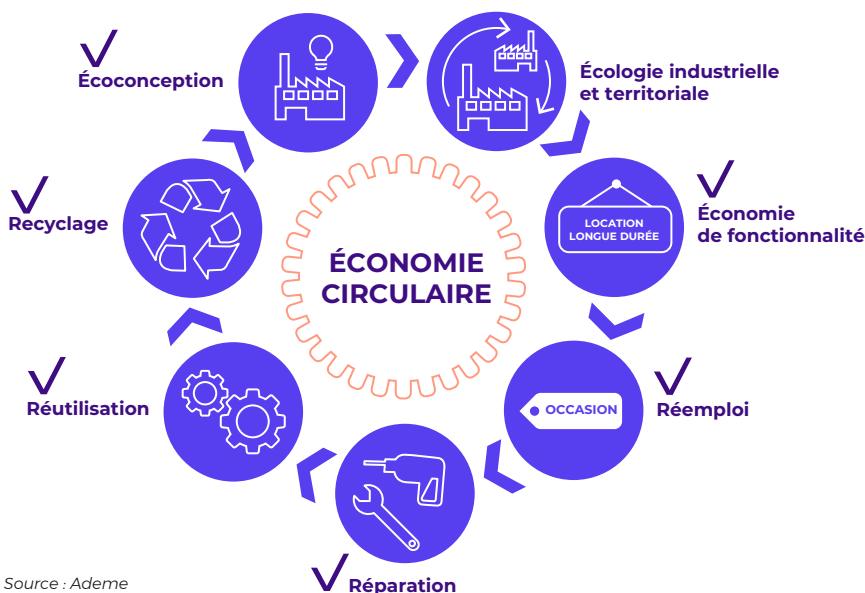 Écoconception
Écologie industrielle
et territoriale
Recyclage
LOCATION
LONGUE DURÉE
Économie
de fonctionnalité
ÉCONOMIE
CIRCULAIRE
Réutilisation
OCCASION
Réemploi
Source : Ademe
Réparation